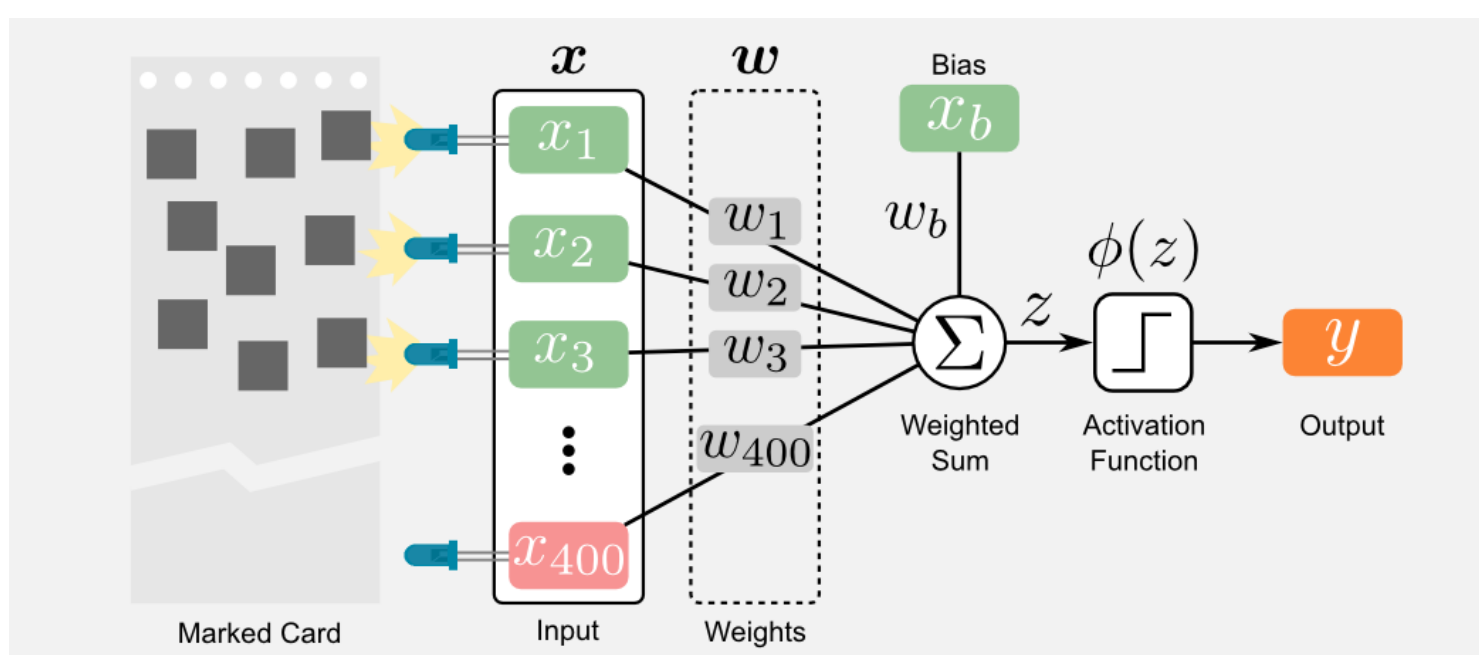 x
w
Bias
x_b
x_1
w_1
w_b
x_2
w_2
ϕ(z)
x_3
w_3
Σ
z
y
w_400
Weighted
Sum
Activation
Function
Output
x_400
Marked Card
Input
Weights